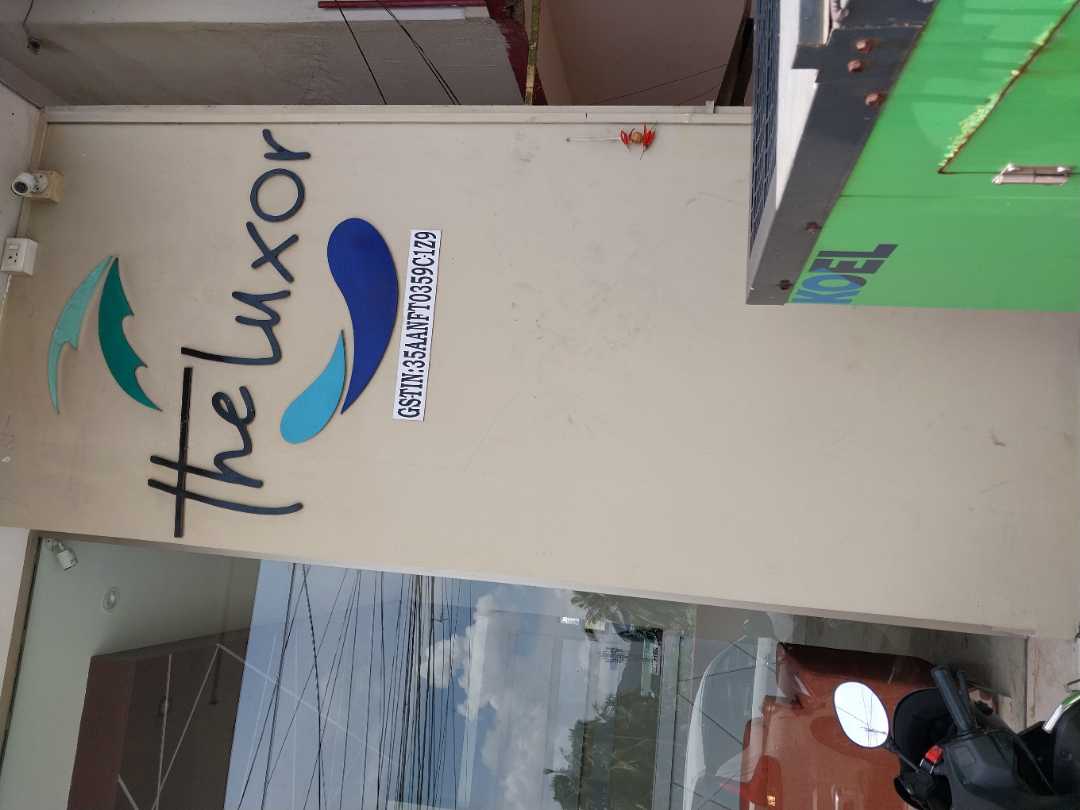 The Luxor
GSTIN:35AANFT0359C1Z9
KOEL